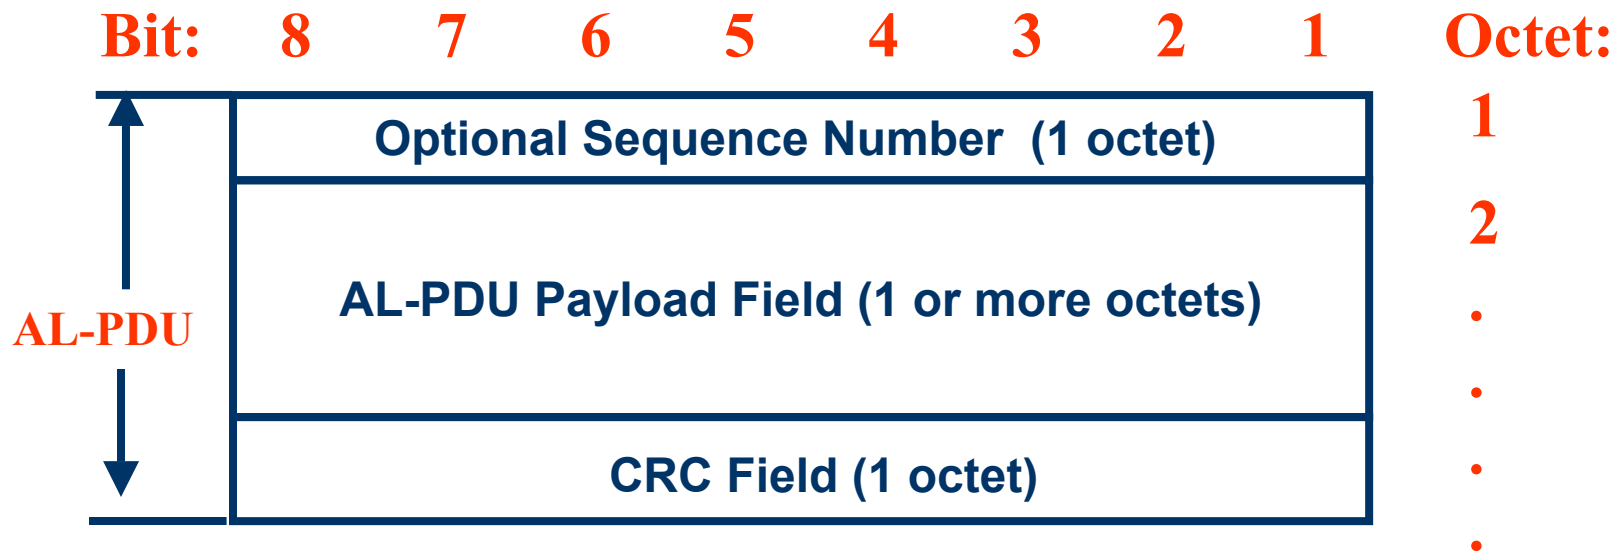 Bit: 8 7 6 5 4 3 2 1 Octet:
Optional Sequence Number (1 octet) 1
2
AL-PDU Payload Field (1 or more octets)
.
AL-PDU
.
CRC Field (1 octet) .
.